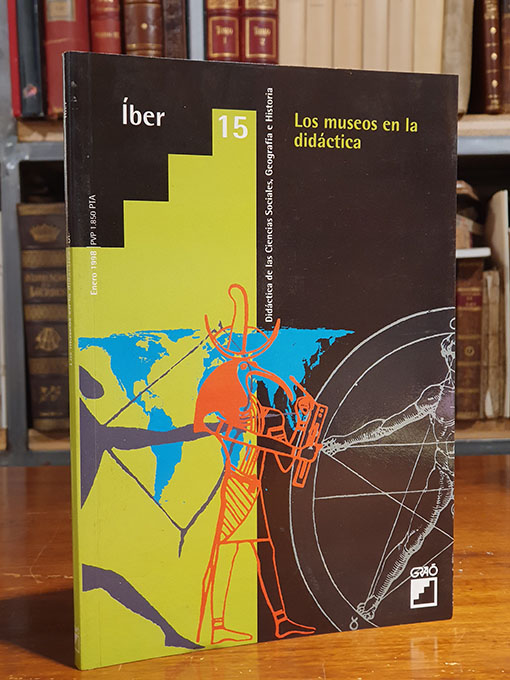 Íber
15
Los museos en la
didáctica
Didáctica de las Ciencias Sociales, Geografía e Historia
Enero 1998 PVP 1.850 PTA
GRAÓ